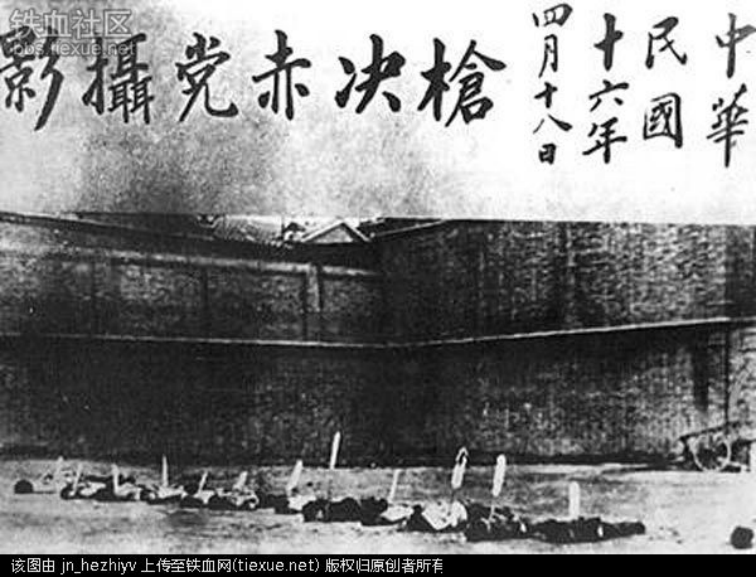 铁血社区
bbs.tiexue.net
中華
民國
十六年
四月十八日
槍决赤党攝影
该图由 jn_hezhiyv 上传至铁血网(tiexue.net) 版权归原创者所有